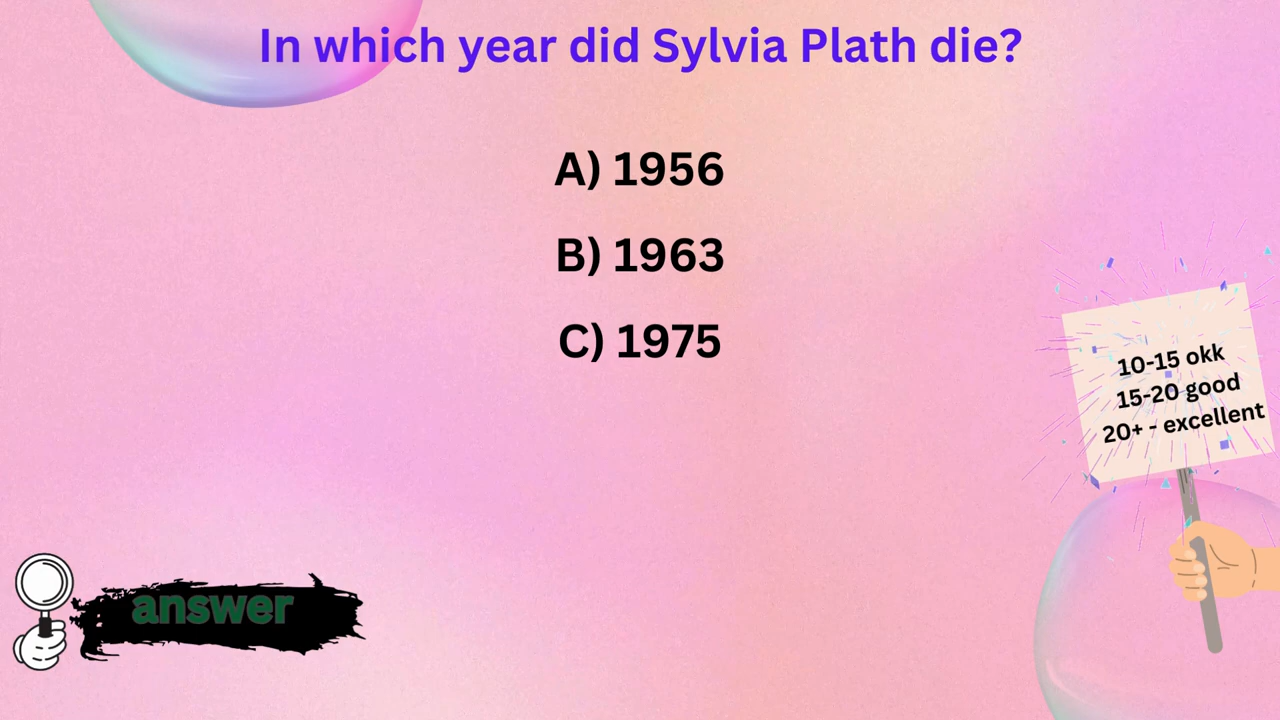 In which year did Sylvia Plath die?
A) 1956
B) 1963
C) 1975
10-15 okk
15-20 good
20+ - excellent
answer